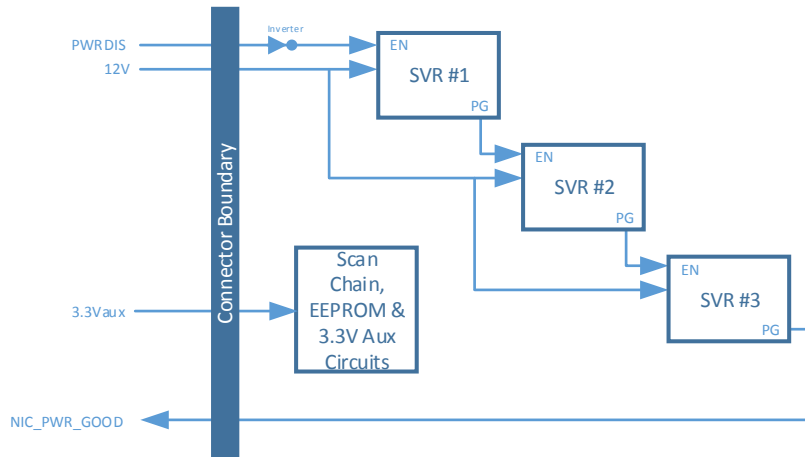 Inverter
PWRDIS
EN
12V
SVR #1
PG
EN
SVR #2
PG
Connector Boundary
Scan
Chain,
EEPROM &
3.3V Aux
Circuits
EN
SVR #3
3.3Vaux
PG
NIC_PWR_GOOD